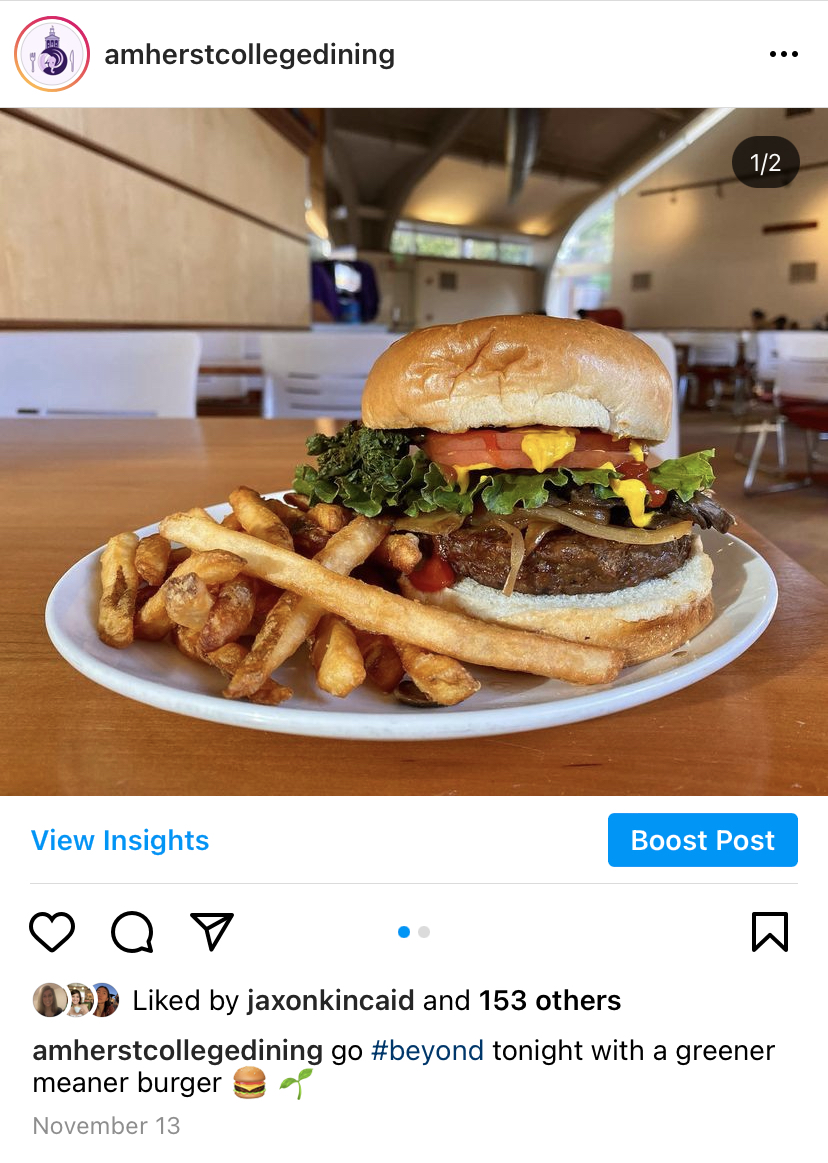 amherstcollegedining
1/2
View Insights
Boost Post
Liked by jaxonkincaid and 153 others
amherstcollegedining go #beyond tonight with a greener
meaner burger 🍔 🌱
November 13